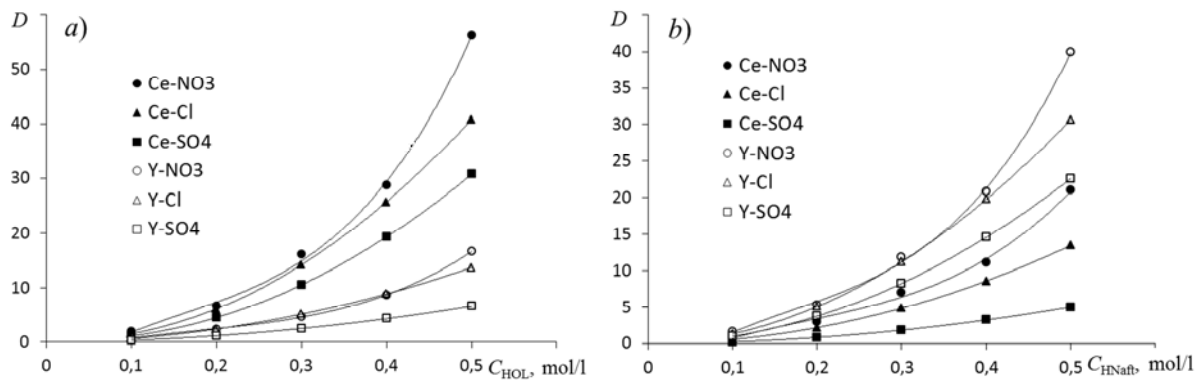 D
a)
50
40
30
20
10
0
Ce-NO3
Ce-Cl
Ce-SO4
Y-NO3
Y-Cl
Y-SO4
0 0,1 0,2 0,3 0,4 0,5 CHOL, mol/l
D
b)
40
35
30
25
20
15
10
5
0
Ce-NO3
Ce-Cl
Ce-SO4
Y-NO3
Y-Cl
Y-SO4
0 0,1 0,2 0,3 0,4 0,5 CHNaft, mol/l